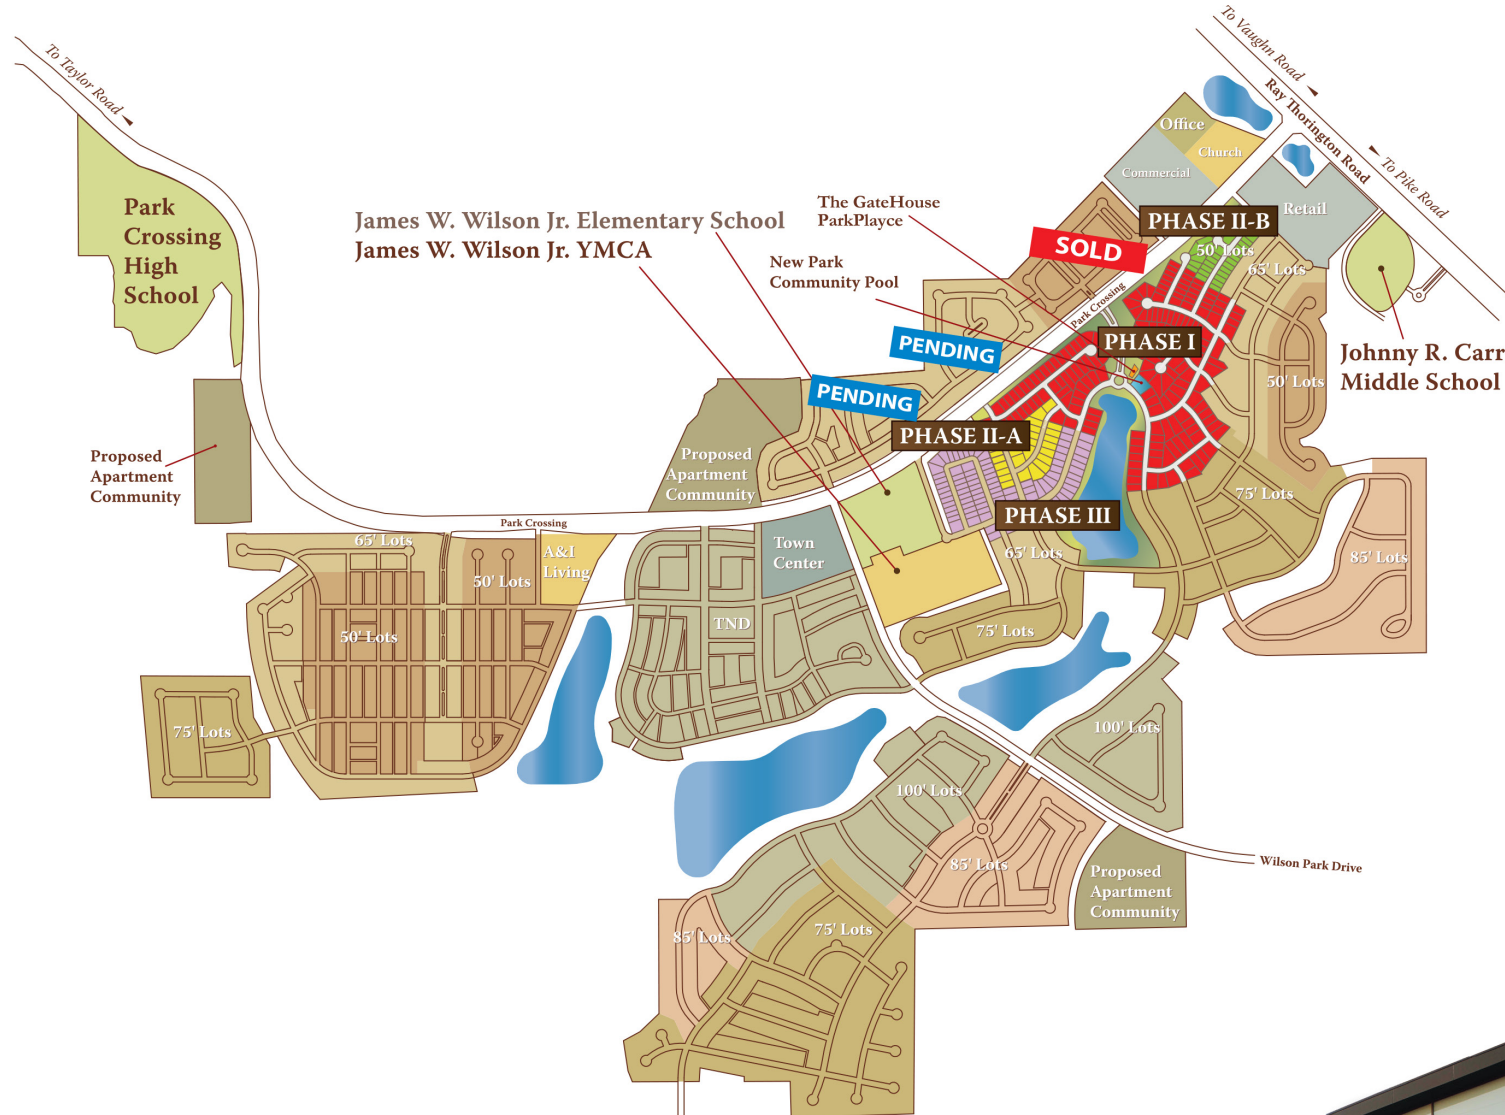 To Vaughn Road
To Taylor Road
Ray Thorington Road
To Pike Road
Office
Church
Commercial
Park
Crossing
High
School
James W. Wilson Jr. Elementary School
James W. Wilson Jr. YMCA
The GateHouse
ParkPlayce
New Park
Community Pool
SOLD
PHASE II-B
Retail
50' Lots
65' Lots
Park Crossing
PHASE I
PENDING
PENDING
Johnny R. Carr
Middle School
50' Lots
PHASE II-A
Proposed
Apartment
Community
Proposed
Apartment
Community
75' Lots
PHASE III
Park Crossing
65' Lots
A&I
Living
Town
Center
65' Lots
85' Lots
50' Lots
50' Lots
TND
75' Lots
75' Lots
100' Lots
100' Lots
85' Lots
Wilson Park Drive
Proposed
Apartment
Community
75' Lots
85' Lots